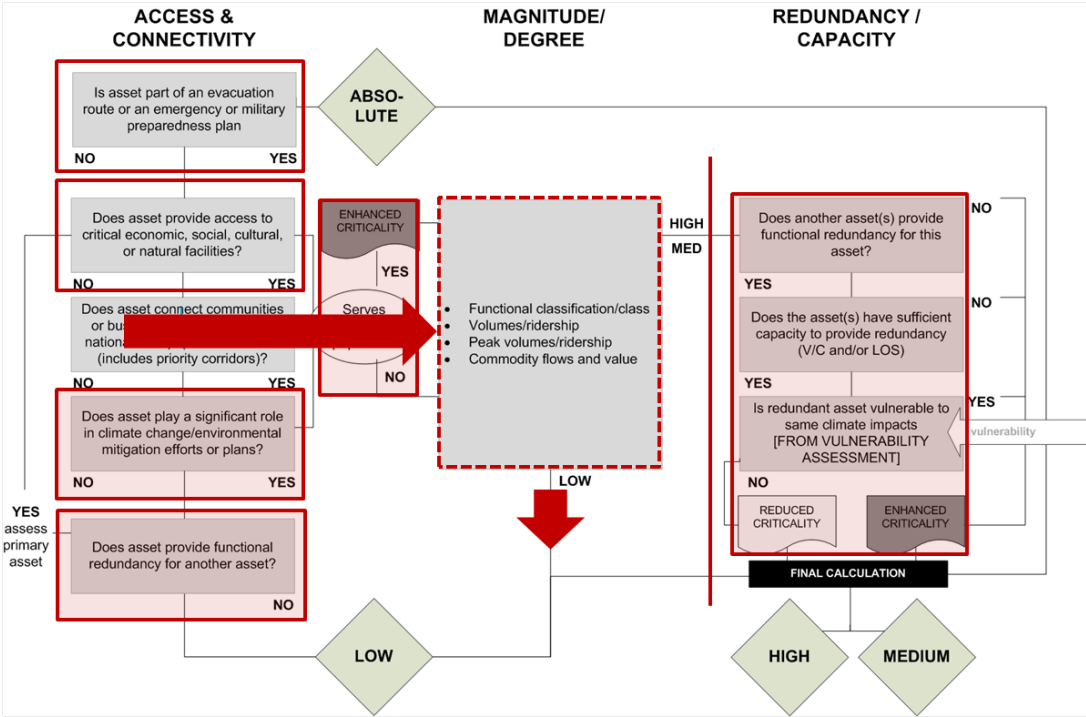 ACCESS &
CONNECTIVITY
MAGNITUDE/
DEGREE
REDUNDANCY /
CAPACITY
Is asset part of an evacuation
route or an emergency or military
preparedness plan
NO
YES
ABSO-
LUTE
Does asset provide access to
critical economic, social, cultural,
or natural facilities?
NO
YES
Does asset connect communities
or bus
national
(includes priority corridors)?
NO
YES
Does asset play a significant role
in climate change/environmental
mitigation efforts or plans?
NO
YES
YES
assess
primary
asset
Does asset provide functional
redundancy for another asset?
NO
ENHANCED
CRITICALITY
YES
Serves
NO
• Functional classification/class
• Volumes/ridership
• Peak volumes/ridership
• Commodity flows and value
HIGH
MED
LOW
LOW
Does another asset(s) provide
functional redundancy for this
asset?
NO
YES
Does the asset(s) have sufficient
capacity to provide redundancy
(V/C and/or LOS)
NO
YES
Is redundant asset vulnerable to
same climate impacts
[FROM VULNERABILITY
ASSESSMENT]
YES
vulnerability
NO
REDUCED
CRITICALITY
ENHANCED
CRITICALITY
FINAL CALCULATION
HIGH
MEDIUM